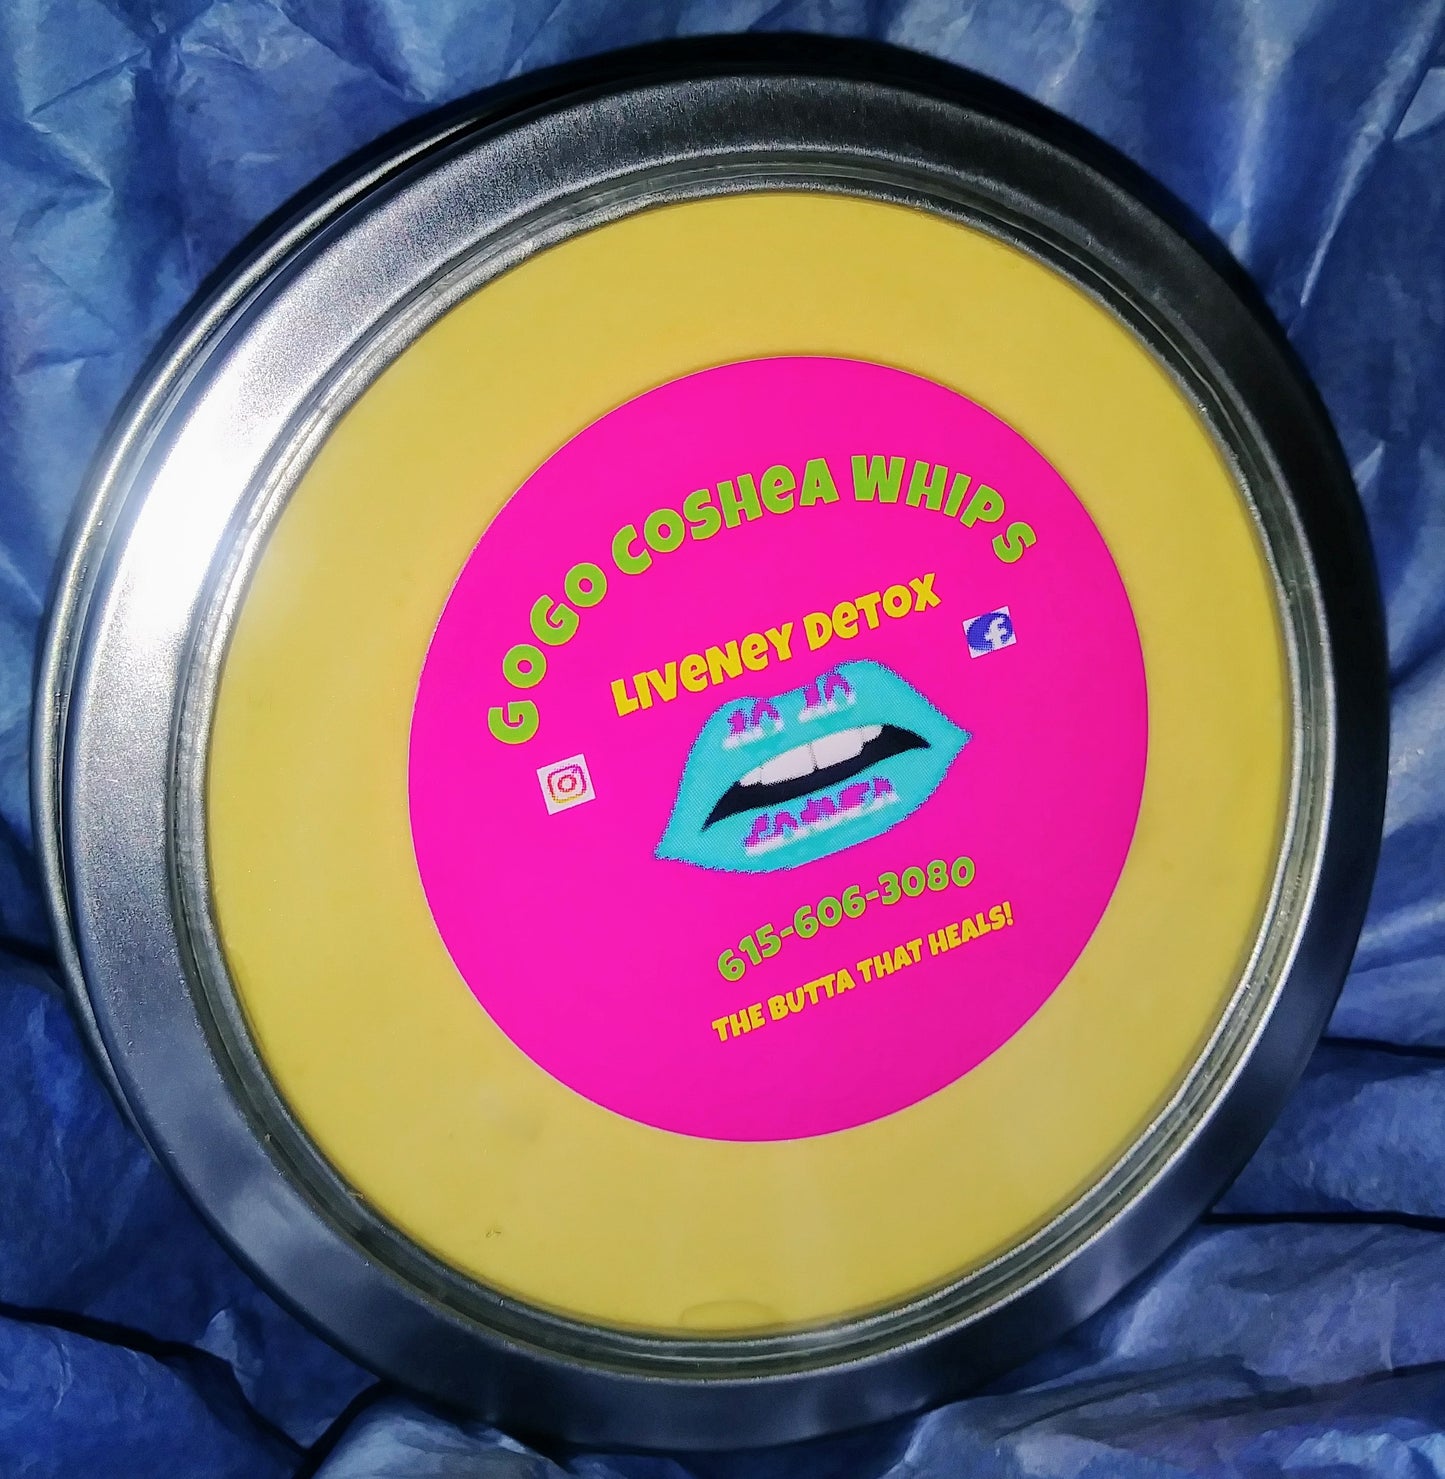 GOGO COSHEA WHIPS
LIVENEY DETOX
f
615-606-3080
THE BUTTA THAT HEALS!